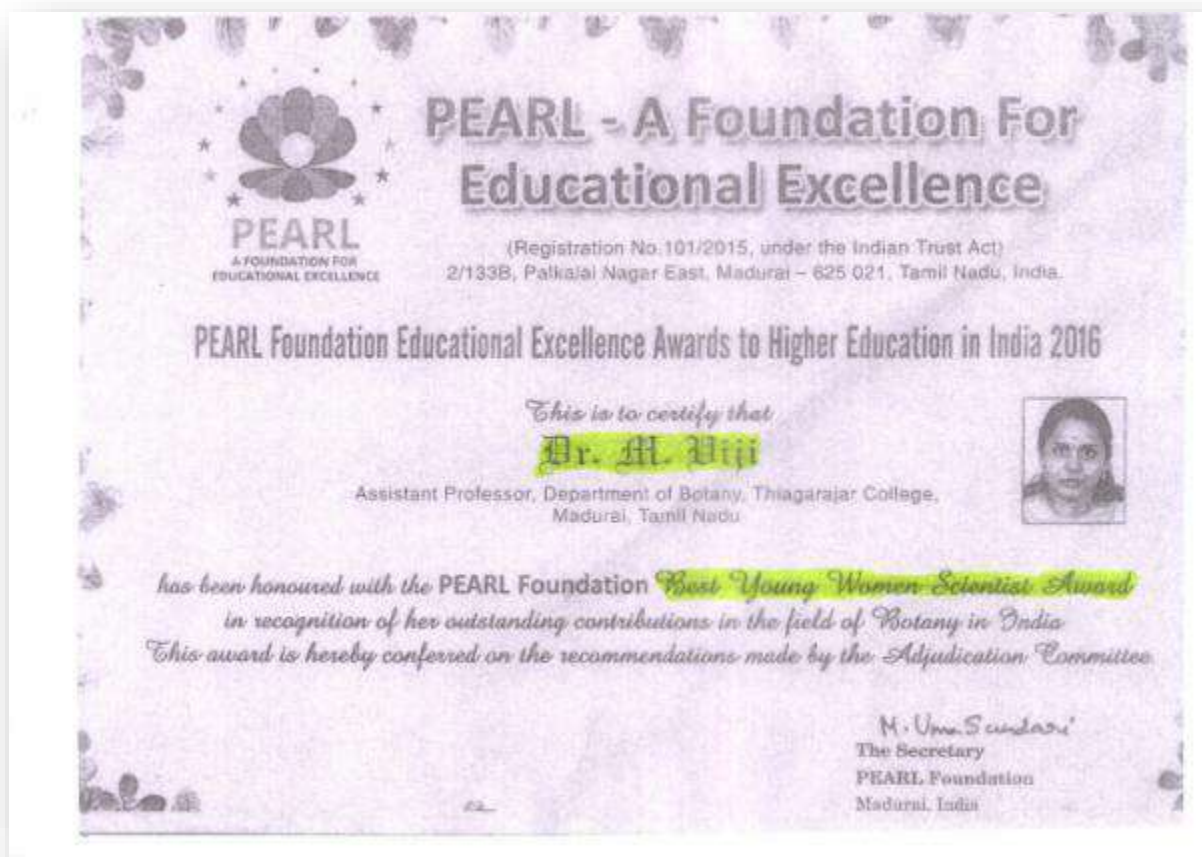 PEARL - A Foundation For
Educational Excellence
PEARL
A FOUNDATION FOR
EDUCATIONAL EXCELLENCE
(Registration No.101/2015, under the Indian Trust Act)
2/133B, Palkalai Nagar East, Madurai – 625 021, Tamil Nadu, India.
PEARL Foundation Educational Excellence Awards to Higher Education in India 2016
This is to certify that
Dr. M. Viji
Assistant Professor, Department of Botany, Thiagarajar College,
Madurai, Tamil Nadu
has been honoured with the PEARL Foundation Best Young Women Scientist Award
in recognition of her outstanding contributions in the field of Botany in India
This award is hereby conferred on the recommendations made by the Adjudication Committee
M. Uma Sundari
The Secretary
PEARL Foundation
Madurai, India